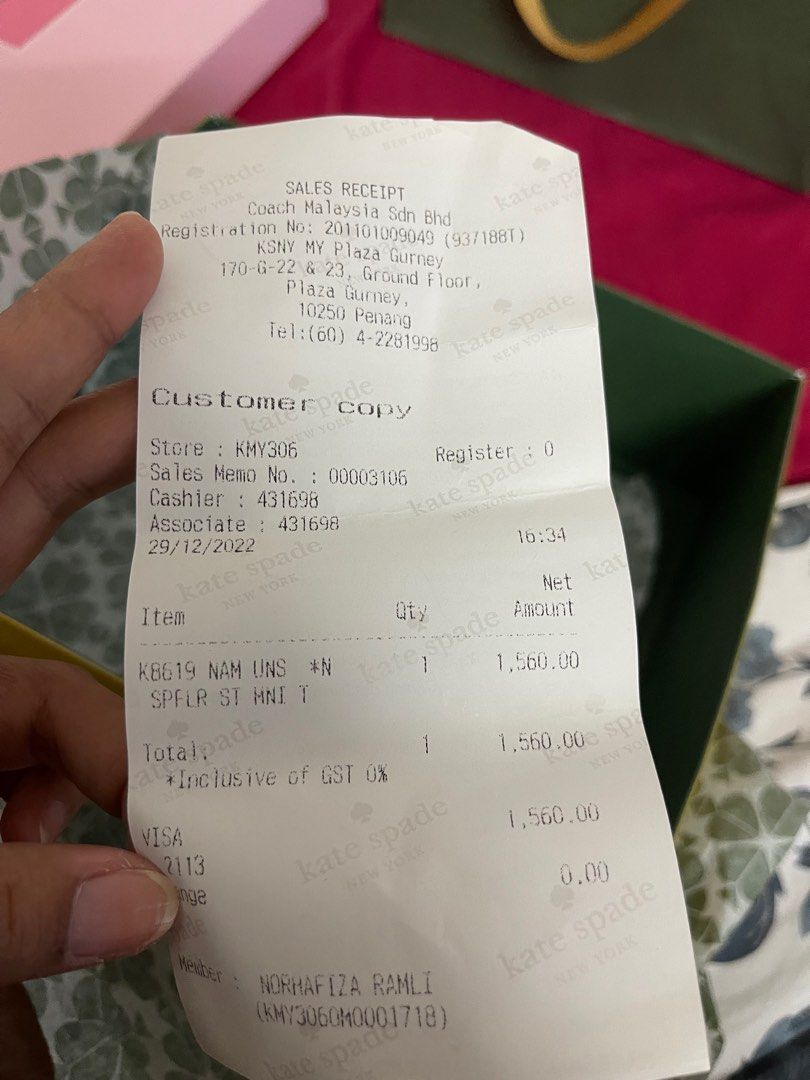 SALES RECEIPT
Coach Malaysia Sdn Bhd
Registration No: 201101009049 (937188T)
KSNY MY Plaza Gurney
170-G-22 & 23, Ground Floor,
Plaza Gurney,
10250 Penang
Tel:(60) 4-2281998
Customer copy
Store : KMY306 Register : 0
Sales Memo No. : 00003106
Cashier : 431698
Associate : 431698
29/12/2022 16:34
Net
Item Qty Amount
K8619 NAM UNS *N 1 1,560.00
SPFLR ST MNI T
Total. 1 1,560.00
*Inclusive of GST 0%
VISA 1,560.00
2113
0.00
Member : NORHAFIZA RAMLI
(KMY3060M0001718)
kate spade
NEW YORK